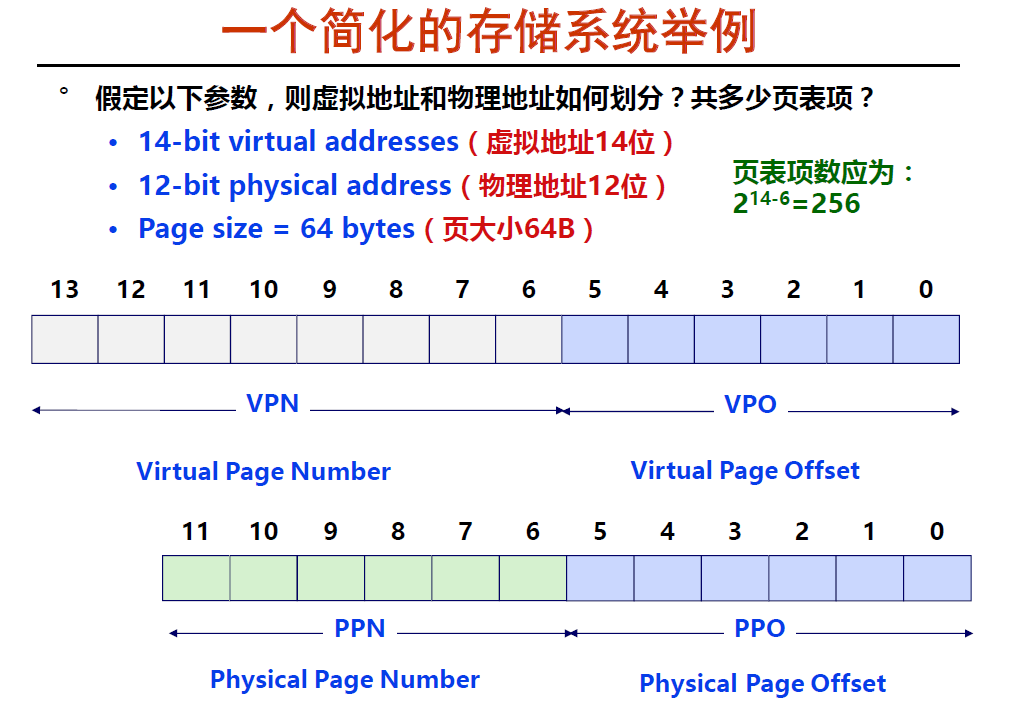 一个简化的存储系统举例
° 假定以下参数，则虚拟地址和物理地址如何划分？共多少页表项？
• 14-bit virtual addresses（虚拟地址14位）
• 12-bit physical address（物理地址12位）
• Page size = 64 bytes（页大小64B）
页表项数应为：
2¹⁴⁻⁶=256
13 12 11 10 9 8 7 6 5 4 3 2 1 0
VPN VPO
Virtual Page Number Virtual Page Offset
11 10 9 8 7 6 5 4 3 2 1 0
PPN PPO
Physical Page Number Physical Page Offset